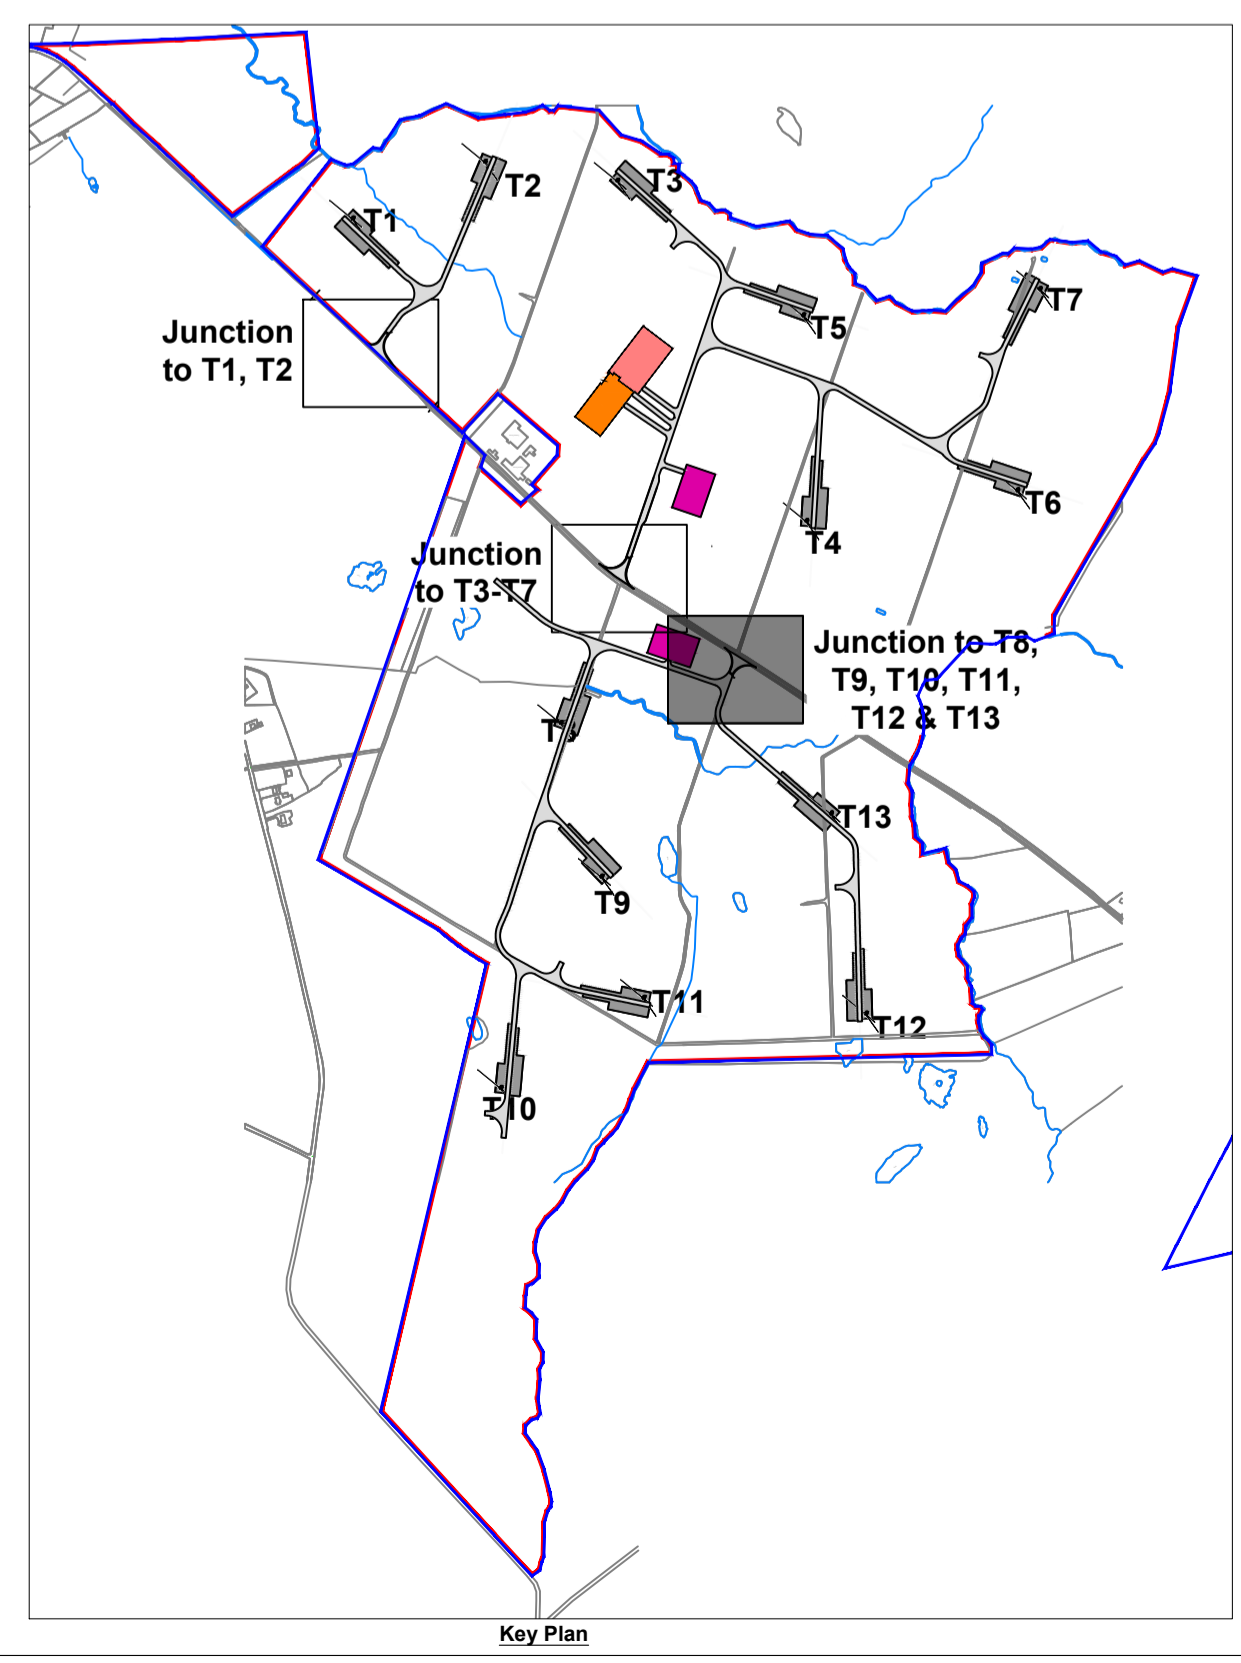 T2
T3
T1
T7
T5
Junction
to T1, T2
T6
T4
Junction
to T3-T7
Junction to T8,
T9, T10, T11,
T12 & T13
T
T13
T9
T11
T12
T10
Key Plan